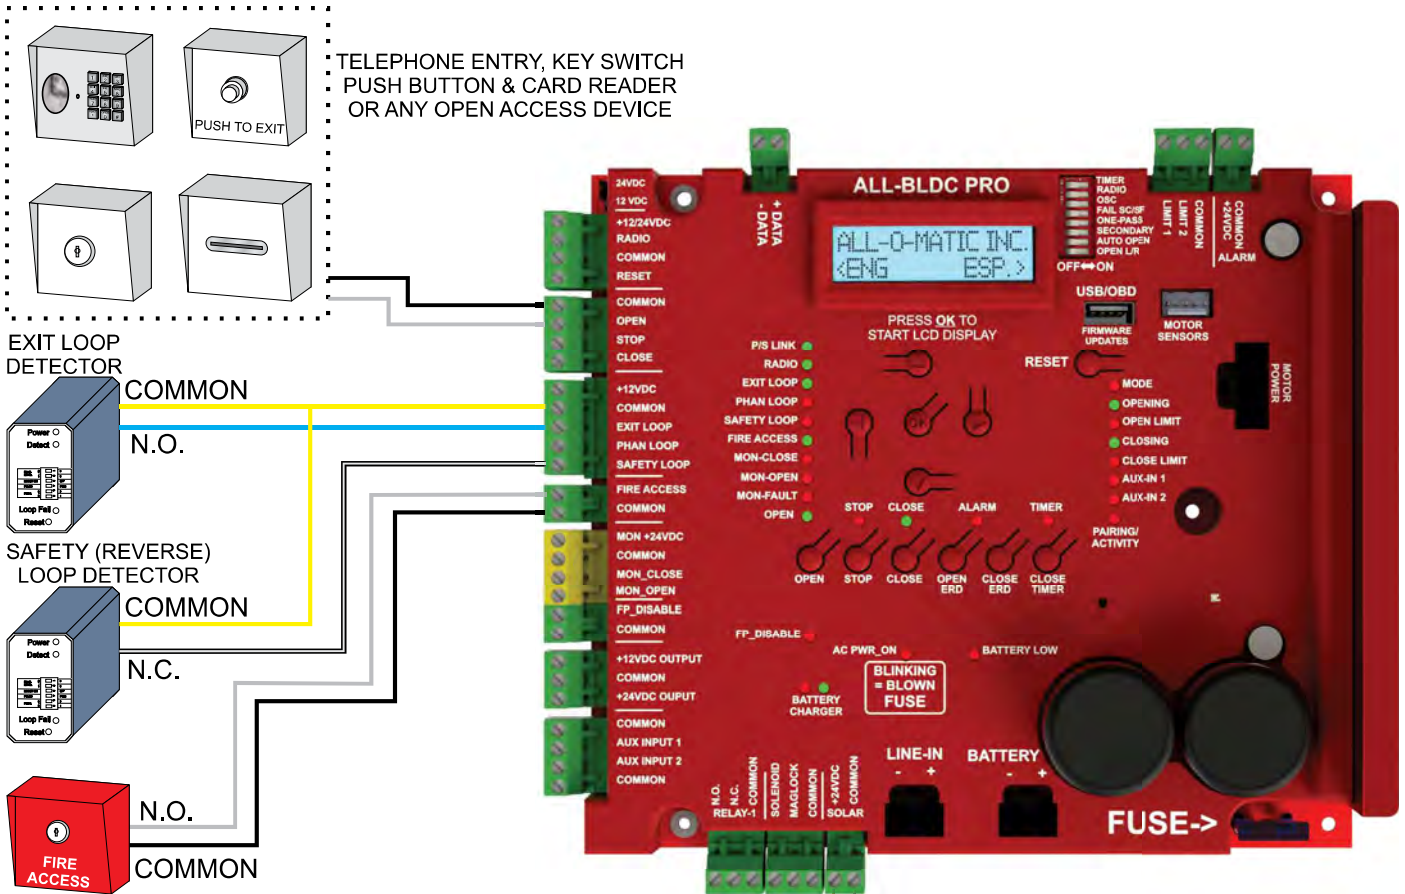 TELEPHONE ENTRY, KEY SWITCH
PUSH BUTTON & CARD READER
OR ANY OPEN ACCESS DEVICE
PUSH TO EXIT
EXIT LOOP
DETECTOR
COMMON
N.O.
Power
Detect
Loop Fail
Reset
SAFETY (REVERSE)
LOOP DETECTOR
COMMON
N.C.
Power
Detect
Loop Fail
Reset
N.O.
COMMON
FIRE
ACCESS
24VDC
12 VDC
+12/24VDC
RADIO
COMMON
RESET
COMMON
OPEN
STOP
CLOSE
+12VDC
COMMON
EXIT LOOP
PHAN LOOP
SAFETY LOOP
FIRE ACCESS
COMMON
MON +24VDC
COMMON
MON_CLOSE
MON_OPEN
FP_DISABLE
COMMON
+12VDC OUTPUT
COMMON
+24VDC OUPUT
COMMON
AUX INPUT 1
AUX INPUT 2
COMMON
+ DATA
- DATA
ALL-BLDC PRO
ALL-O-MATIC INC.
<ENG ESP.>
PRESS OK TO
START LCD DISPLAY
OK
TIMER
RADIO
OSC
FAIL SC/SF
ONE-PASS
SECONDARY
AUTO OPEN
OPEN L/R
OFF⬌ON
LIMIT 1
LIMIT 2
COMMON
+24VDC
COMMON
ALARM
USB/OBD
FIRMWARE
UPDATES
MOTOR
SENSORS
MOTOR
POWER
RESET
P/S LINK
RADIO
EXIT LOOP
PHAN LOOP
SAFETY LOOP
FIRE ACCESS
MON-CLOSE
MON-OPEN
MON-FAULT
OPEN
MODE
OPENING
OPEN LIMIT
CLOSING
CLOSE LIMIT
AUX-IN 1
AUX-IN 2
PAIRING/
ACTIVITY
STOP
CLOSE
ALARM
TIMER
OPEN
STOP
CLOSE
OPEN
ERD
CLOSE
ERD
CLOSE
TIMER
FP_DISABLE
AC PWR_ON
BATTERY LOW
BLINKING
= BLOWN
FUSE
BATTERY
CHARGER
LINE-IN
- +
BATTERY
- +
N.O.
N.C.
COMMON
RELAY-1
SOLENOID
MAGLOCK
COMMON
+24VDC
COMMON
SOLAR
FUSE->